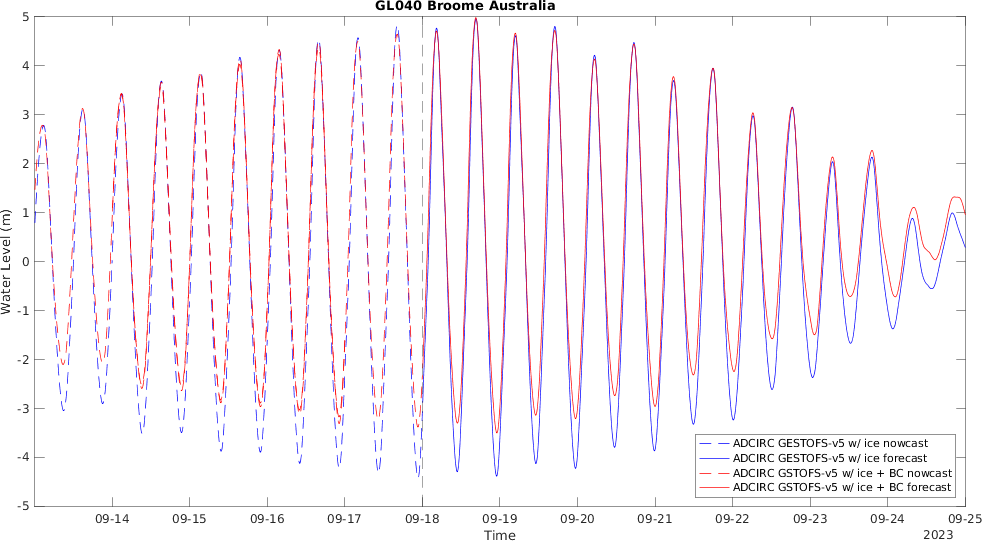 GL040 Broome Australia
5
4
3
2
1
0
-1
-2
-3
-4
-5
Water Level (m)
ADCIRC GESTOFS-v5 w/ ice nowcast
ADCIRC GESTOFS-v5 w/ ice forecast
ADCIRC GSTOFS-v5 w/ ice + BC nowcast
ADCIRC GSTOFS-v5 w/ ice + BC forecast
09-14 09-15 09-16 09-17 09-18 09-19 09-20 09-21 09-22 09-23 09-24 09-25
Time
2023